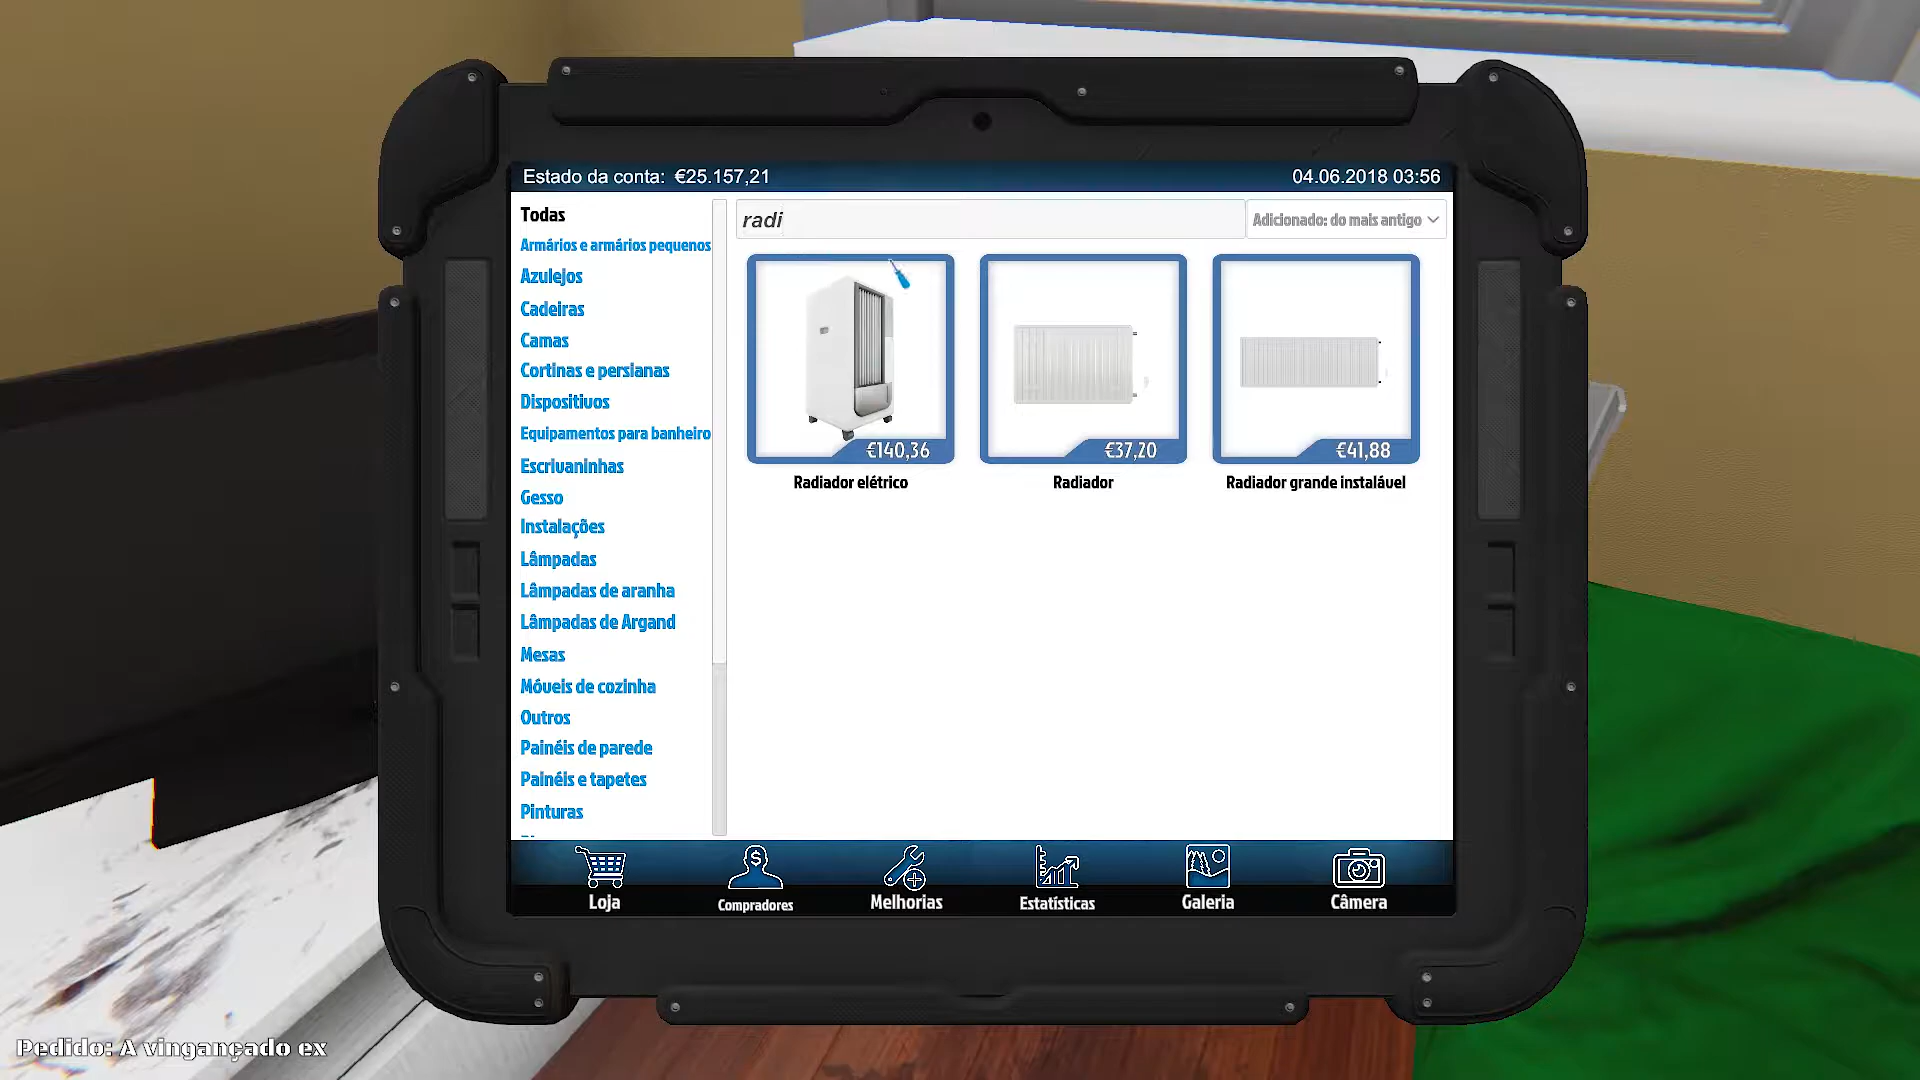 Estado da conta: €25.157,21
04.06.2018 03:56
Todas
Armários e armários pequenos
Azulejos
Cadeiras
Camas
Cortinas e persianas
Dispositivos
Equipamentos para banheiro
Escrivaninhas
Gesso
Instalações
Lâmpadas
Lâmpadas de aranha
Lâmpadas de Argand
Mesas
Móveis de cozinha
Outros
Painéis de parede
Painéis e tapetes
Pinturas
radi
Adicionado: do mais antigo
€140,36
€37,20
€41,88
Radiador elétrico
Radiador
Radiador grande instalável
Loja
Compradores
Melhorias
Estatísticas
Galeria
Câmera
Pedido: A vingançado ex